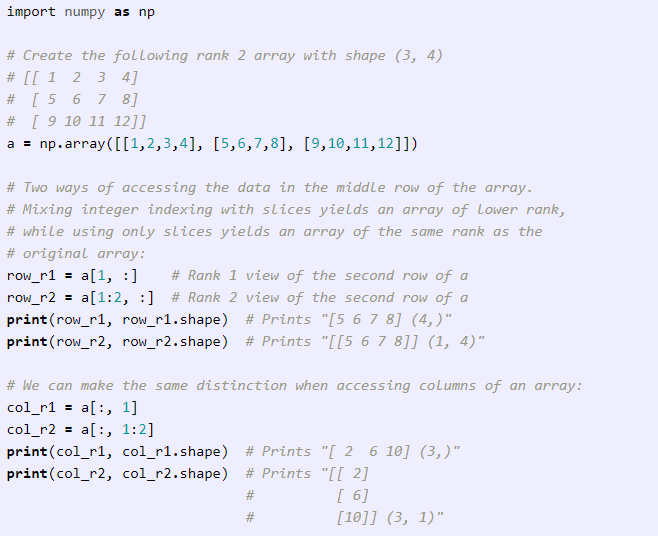 import numpy as np

# Create the following rank 2 array with shape (3, 4)
# [[ 1  2  3  4]
#  [ 5  6  7  8]
#  [ 9 10 11 12]]
a = np.array([[1,2,3,4], [5,6,7,8], [9,10,11,12]])

# Two ways of accessing the data in the middle row of the array.
# Mixing integer indexing with slices yields an array of lower rank,
# while using only slices yields an array of the same rank as the
# original array:
row_r1 = a[1, :]    # Rank 1 view of the second row of a
row_r2 = a[1:2, :]  # Rank 2 view of the second row of a
print(row_r1, row_r1.shape)  # Prints "[5 6 7 8] (4,)"
print(row_r2, row_r2.shape)  # Prints "[[5 6 7 8]] (1, 4)"

# We can make the same distinction when accessing columns of an array:
col_r1 = a[:, 1]
col_r2 = a[:, 1:2]
print(col_r1, col_r1.shape)  # Prints "[ 2  6 10] (3,)"
print(col_r2, col_r2.shape)  # Prints "[[ 2]
                             #          [ 6]
                             #          [10]] (3, 1)"